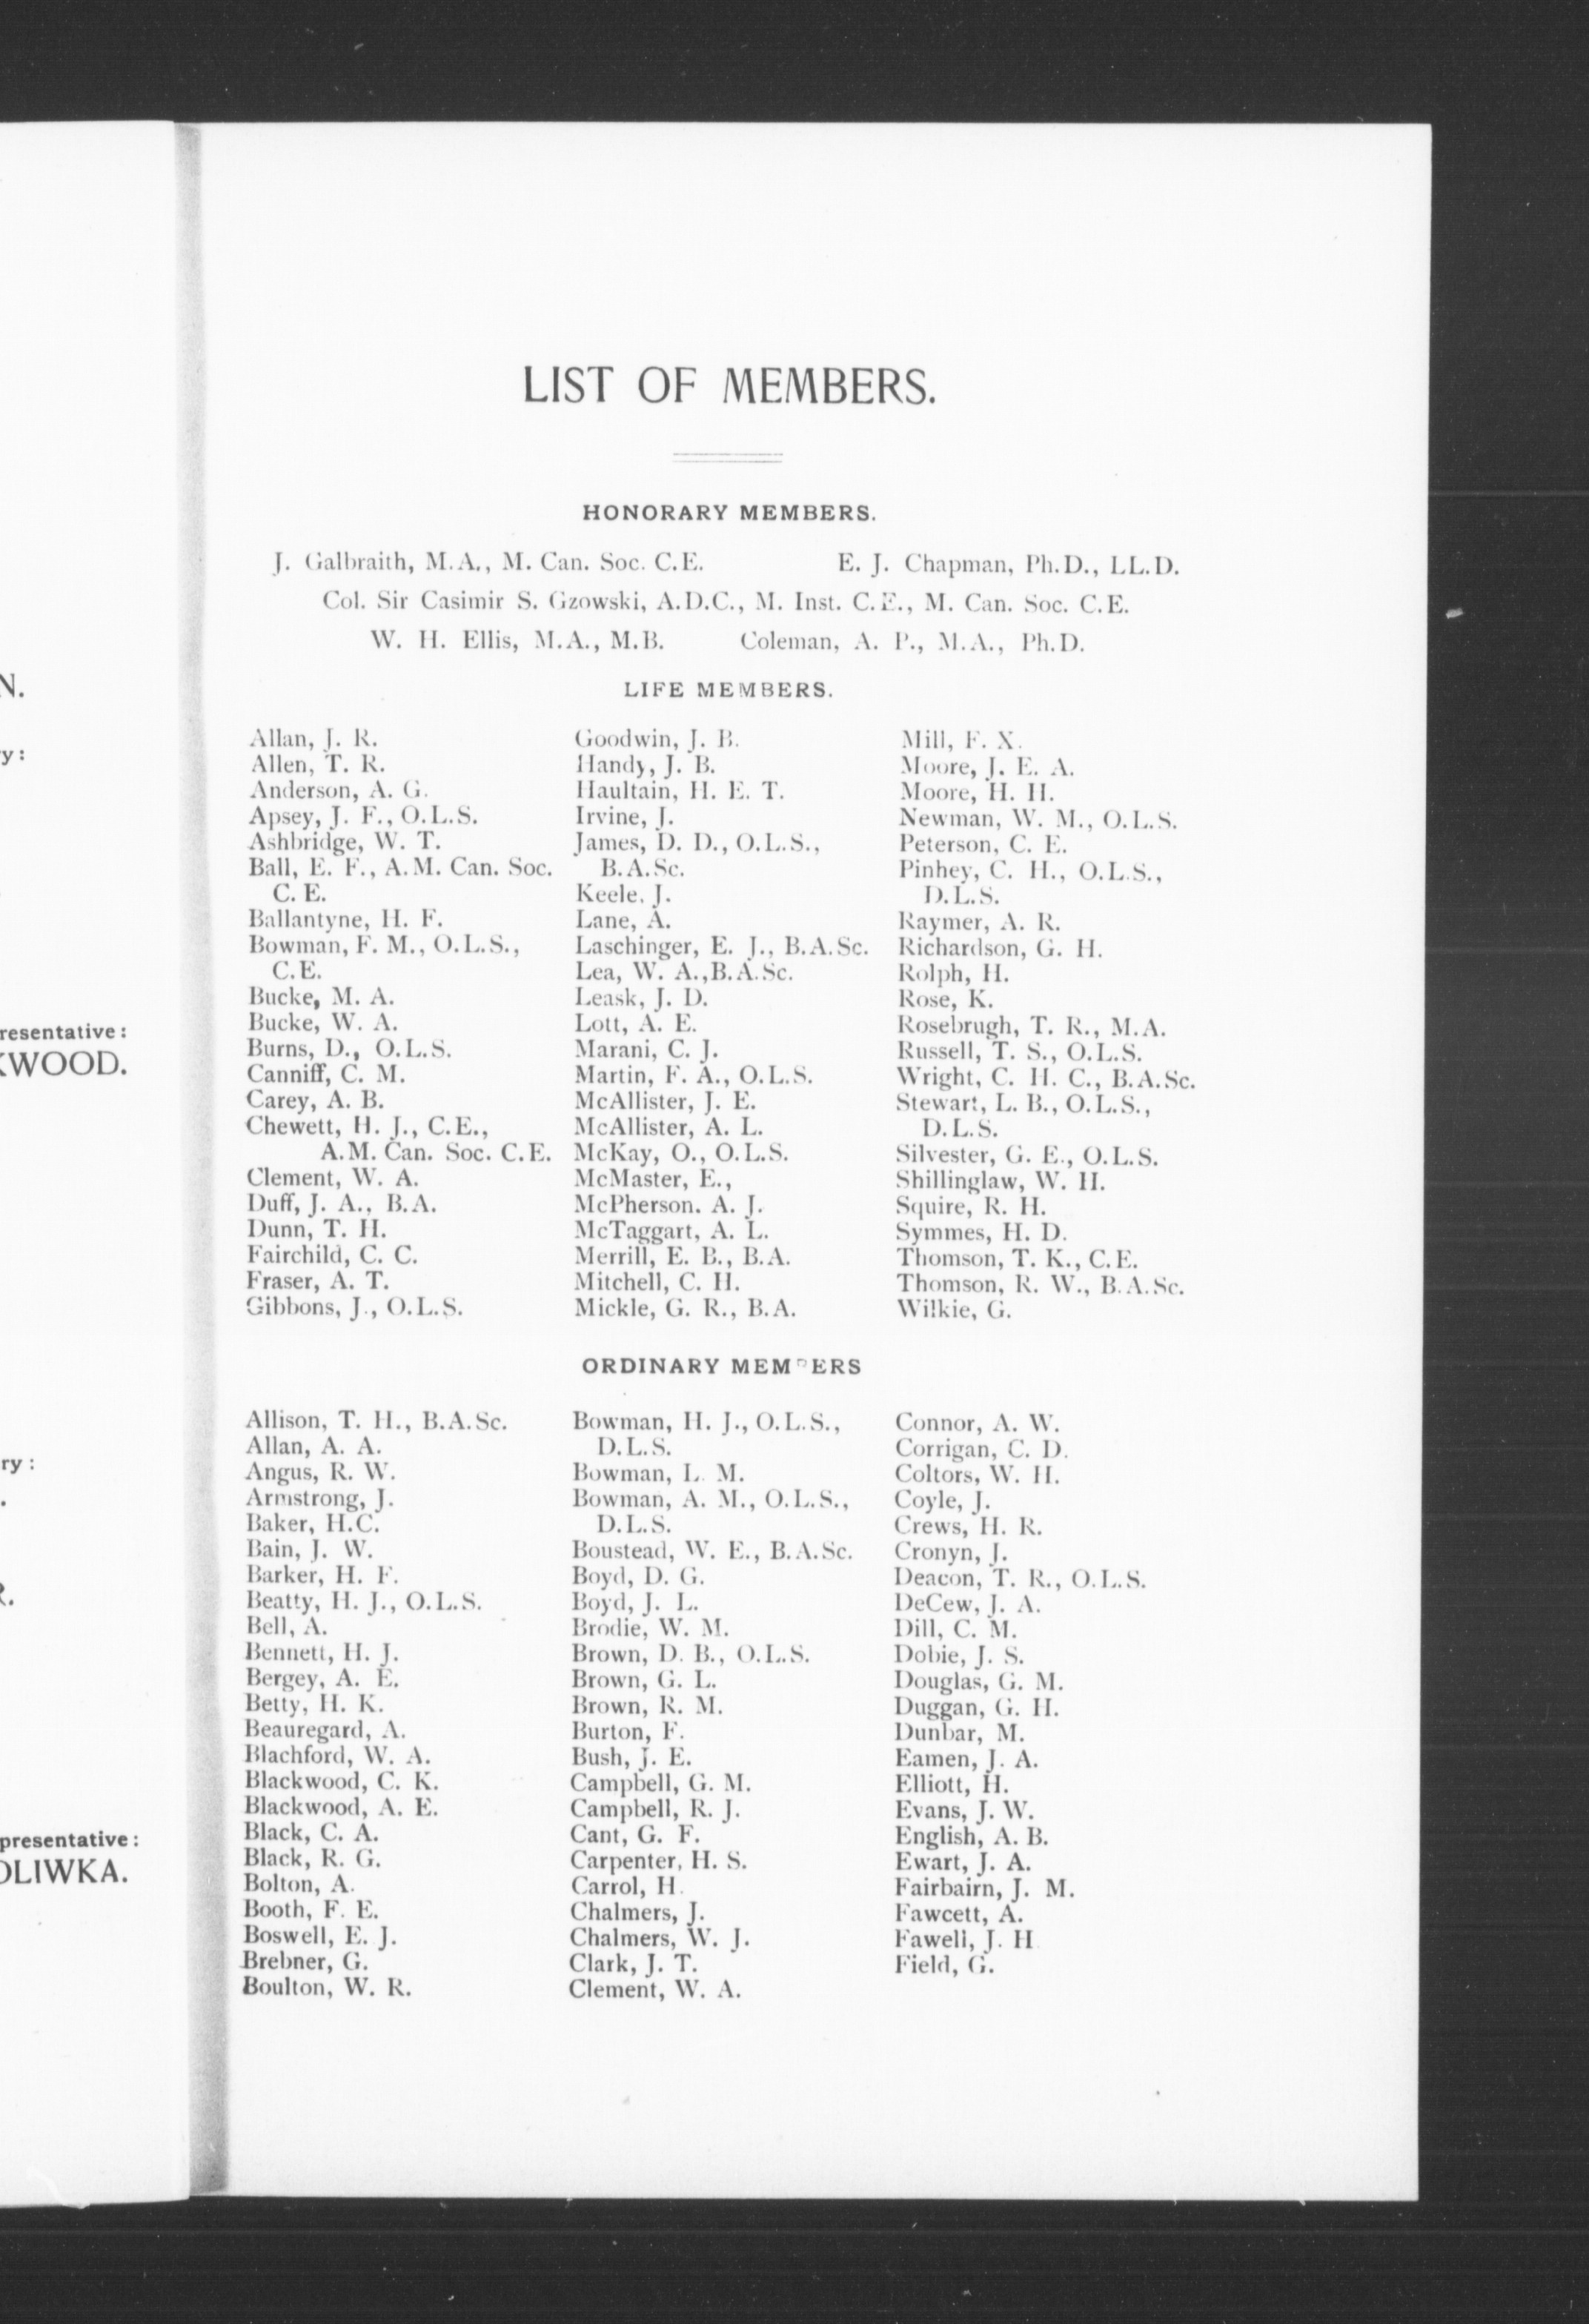 LIST OF MEMBERS.
HONORARY MEMBERS.
J. Galbraith, M.A., M. Can. Soc. C.E. E. J. Chapman, Ph.D., LL.D.
Col. Sir Casimir S. Gzowski, A.D.C., M. Inst. C.E., M. Can. Soc. C.E.
W. H. Ellis, M.A., M.B. Coleman, A. P., M.A., Ph.D.
LIFE MEMBERS.
Allan, J. R.
Allen, T. R.
Anderson, A. G.
Apsey, J. F., O.L.S.
Ashbridge, W. T.
Ball, E. F., A.M. Can. Soc.
C. E.
Ballantyne, H. F.
Bowman, F. M., O.L.S.,
C.E.
Bucke, M. A.
Bucke, W. A.
Burns, D., O.L.S.
Canniff, C. M.
Carey, A. B.
Chewett, H. J., C.E.,
A.M. Can. Soc. C.E.
Clement, W. A.
Duff, J. A., B.A.
Dunn, T. H.
Fairchild, C. C.
Fraser, A. T.
Gibbons, J., O.L.S.
Goodwin, J. B.
Handy, J. B.
Haultain, H. E. T.
Irvine, J.
James, D. D., O.L.S.,
B.A.Sc.
Keele. J.
Lane, A.
Laschinger, E. J., B.A.Sc.
Lea, W. A.,B.A.Sc.
Leask, J. D.
Lott, A. E.
Marani, C. J.
Martin, F. A., O.L.S.
McAllister, J. E.
McAllister, A. L.
McKay, O., O.L.S.
McMaster, E.,
McPherson. A. J.
McTaggart, A. L.
Merrill, E. B., B.A.
Mitchell, C. H.
Mickle, G. R., B.A.
Mill, F. X.
Moore, J. E. A.
Moore, H. H.
Newman, W. M., O.L.S.
Peterson, C. E.
Pinhey, C. H., O.L.S.,
D.L.S.
Raymer, A. R.
Richardson, G. H.
Rolph, H.
Rose, K.
Rosebrugh, T. R., M.A.
Russell, T. S., O.L.S.
Wright, C. H. C., B.A.Sc.
Stewart, L. B., O.L.S.,
D.L.S.
Silvester, G. E., O.L.S.
Shillinglaw, W. H.
Squire, R. H.
Symmes, H. D.
Thomson, T. K., C.E.
Thomson, R. W., B.A.Sc.
Wilkie, G.
ORDINARY MEMBERS
Allison, T. H., B.A.Sc.
Allan, A. A.
Angus, R. W.
Armstrong, J.
Baker, H.C.
Bain, J. W.
Barker, H. F.
Beatty, H. J., O.L.S.
Bell, A.
Bennett, H. J.
Bergey, A. E.
Betty, H. K.
Beauregard, A.
Blachford, W. A.
Blackwood, C. K.
Blackwood, A. E.
Black, C. A.
Black, R. G.
Bolton, A.
Booth, F. E.
Boswell, E. J.
Brebner, G.
Boulton, W. R.
Bowman, H. J., O.L.S.,
D.L.S.
Bowman, L. M.
Bowman, A. M., O.L.S.,
D.L.S.
Boustead, W. E., B.A.Sc.
Boyd, D. G.
Boyd, J. L.
Brodie, W. M.
Brown, D. B., O.L.S.
Brown, G. L.
Brown, R. M.
Burton, F.
Bush, J. E.
Campbell, G. M.
Campbell, R. J.
Cant, G. F.
Carpenter, H. S.
Carrol, H.
Chalmers, J.
Chalmers, W. J.
Clark, J. T.
Clement, W. A.
Connor, A. W.
Corrigan, C. D.
Coltors, W. H.
Coyle, J.
Crews, H. R.
Cronyn, J.
Deacon, T. R., O.L.S.
DeCew, J. A.
Dill, C. M.
Dobie, J. S.
Douglas, G. M.
Duggan, G. H.
Dunbar, M.
Eamen, J. A.
Elliott, H.
Evans, J. W.
English, A. B.
Ewart, J. A.
Fairbairn, J. M.
Fawcett, A.
Fawell, J. H
Field, G.